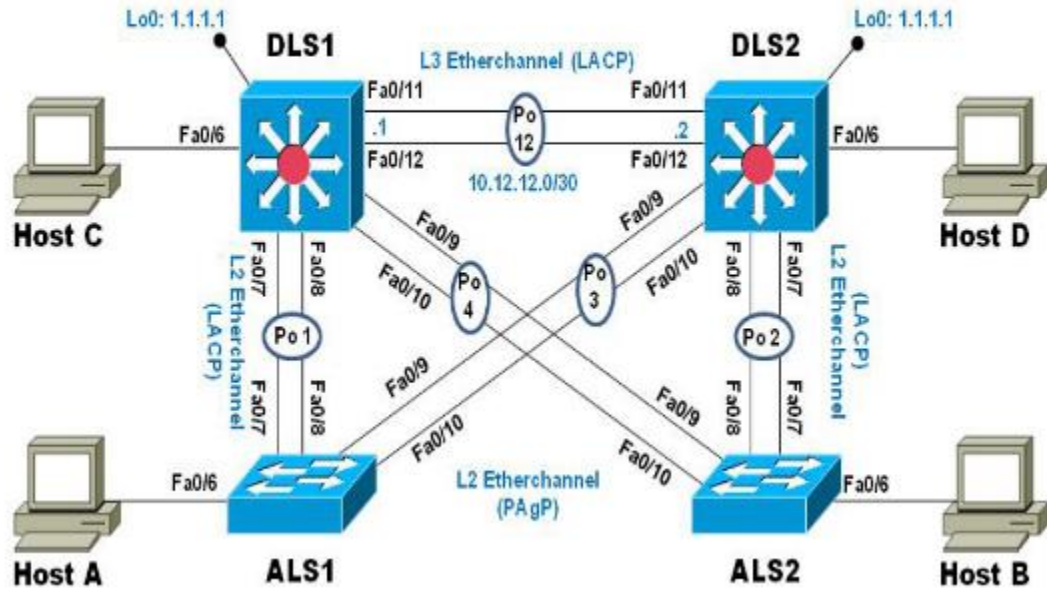 Lo0: 1.1.1.1
Lo0: 1.1.1.1
DLS1
DLS2
L3 Etherchannel (LACP)
Fa0/11
Fa0/11
Po
12
Fa0/6
.1
.2
Fa0/6
Fa0/12
Fa0/12
10.12.12.0/30
Host C
Host D
Fa0/9
Fa0/9
Fa0/7
Fa0/8
Fa0/10
Fa0/10
Fa0/8
Fa0/7
L2 Etherchannel
(LACP)
Po
4
Po
3
L2 Etherchannel
(LACP)
Po 1
Po 2
Fa0/7
Fa0/8
Fa0/9
Fa0/10
Fa0/9
Fa0/10
Fa0/8
Fa0/7
L2 Etherchannel
(PAgP)
Fa0/6
Fa0/6
Host A
ALS1
ALS2
Host B